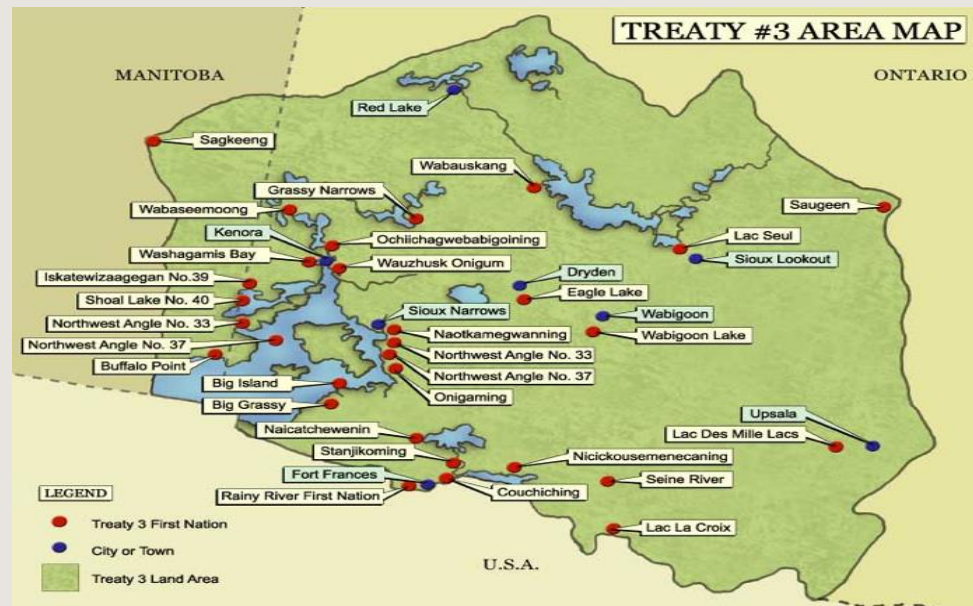 TREATY #3 AREA MAP
MANITOBA
ONTARIO
Red Lake
Sagkeeng
Wabauskang
Grassy Narrows
Wabaseemoong
Saugeen
Kenora
Ochiichagwebabigoining
Lac Seul
Washagamis Bay
Wauzhusk Onigum
Sioux Lookout
Iskatewizaagegan No.39
Dryden
Shoal Lake No. 40
Eagle Lake
Sioux Narrows
Wabigoon
Northwest Angle No. 33
Naotkamegwanning
Wabigoon Lake
Northwest Angle No. 37
Northwest Angle No. 33
Buffalo Point
Northwest Angle No. 37
Big Island
Onigaming
Big Grassy
Upsala
Naicatchewenin
Lac Des Mille Lacs
Stanjikoming
Nicickousemenecaning
Fort Frances
Seine River
Rainy River First Nation
Couchiching
LEGEND
Treaty 3 First Nation
Lac La Croix
City or Town
U.S.A.
Treaty 3 Land Area